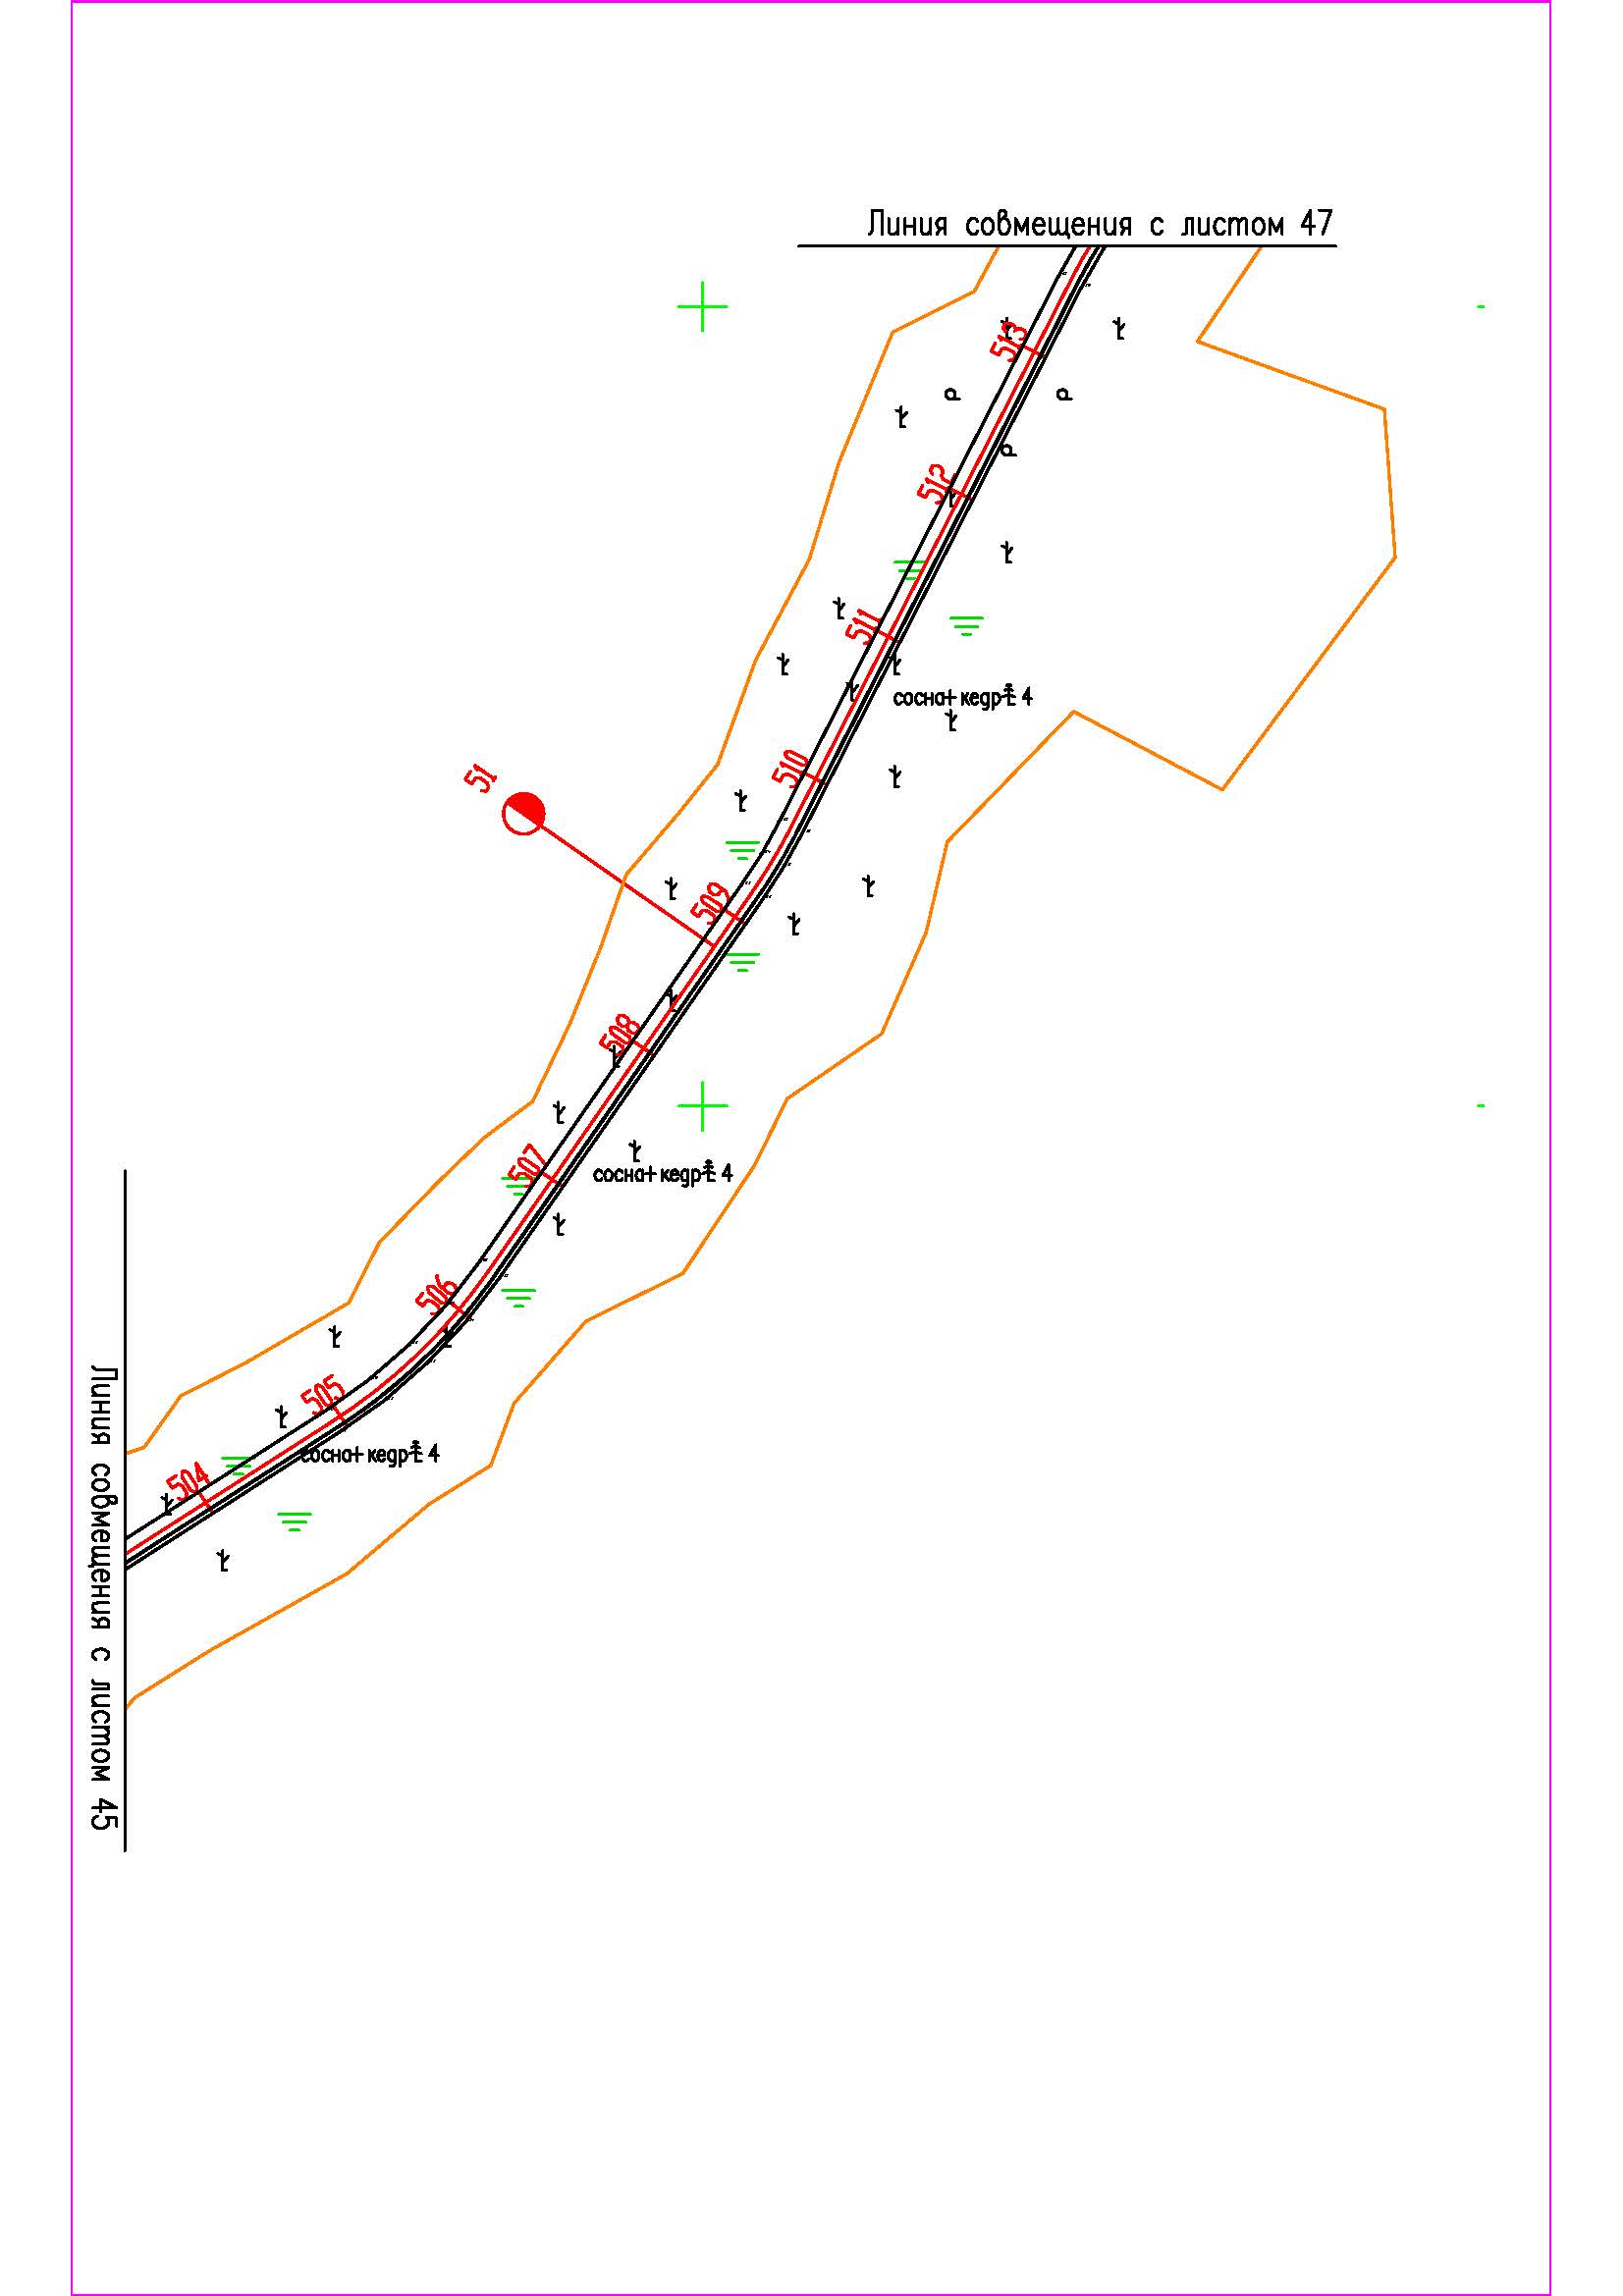 Линия совмещения с листом 47
513
р
р
р
512
511
сосна+кедр 4
510
51
509
508
507
сосна+кедр 4
506
505
сосна+кедр 4
504
Линия совмещения с листом 45